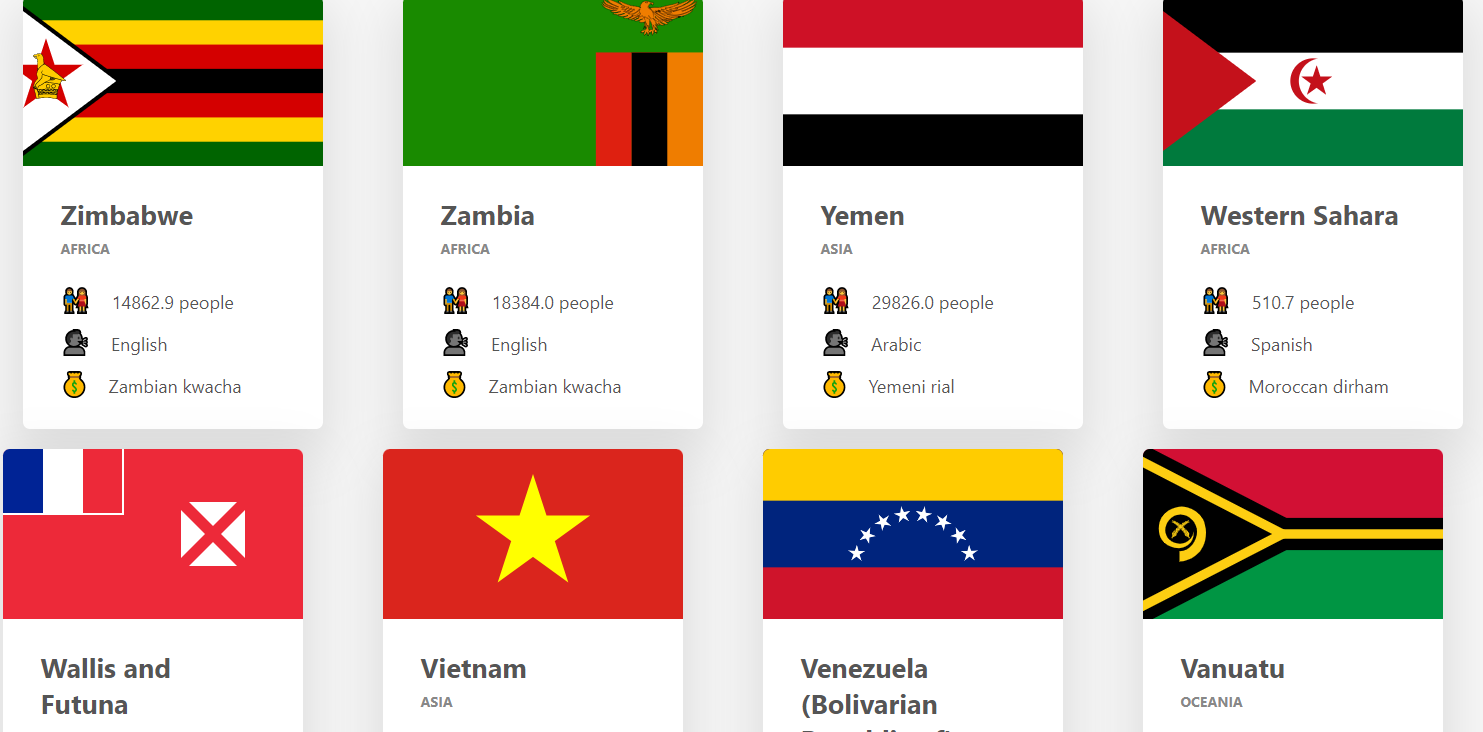 Zimbabwe
AFRICA
14862.9 people
English
Zambian kwacha
Zambia
AFRICA
18384.0 people
English
Zambian kwacha
Yemen
ASIA
29826.0 people
Arabic
Yemeni rial
Western Sahara
AFRICA
510.7 people
Spanish
Moroccan dirham
Wallis and
Futuna
Vietnam
ASIA
Venezuela
(Bolivarian
Vanuatu
OCEANIA